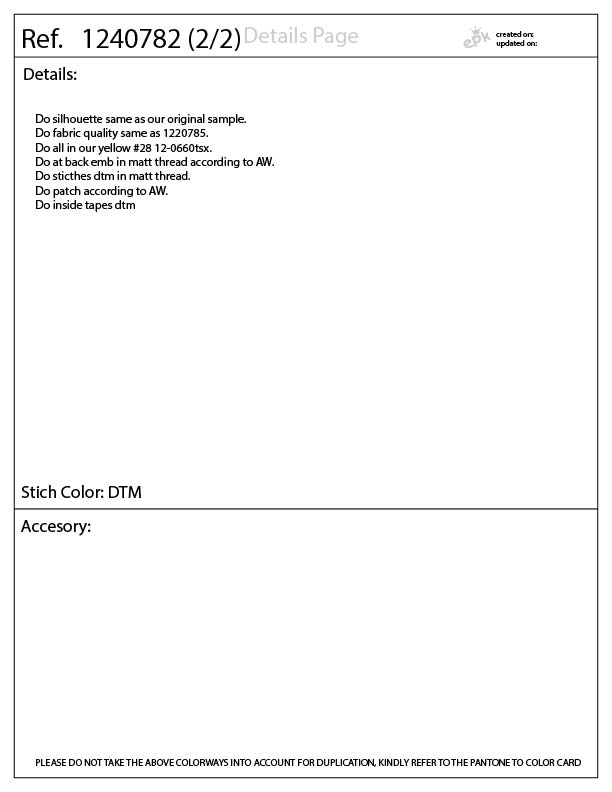 Ref. 1240782 (2/2) Details Page
epk
created on:
updated on:
Details:
Do silhouette same as our original sample.
Do fabric quality same as 1220785.
Do all in our yellow #28 12-0660tsx.
Do at back emb in matt thread according to AW.
Do sticthes dtm in matt thread.
Do patch according to AW.
Do inside tapes dtm
Stich Color: DTM
Accesory:
PLEASE DO NOT TAKE THE ABOVE COLORWAYS INTO ACCOUNT FOR DUPLICATION, KINDLY REFER TO THE PANTONE TO COLOR CARD